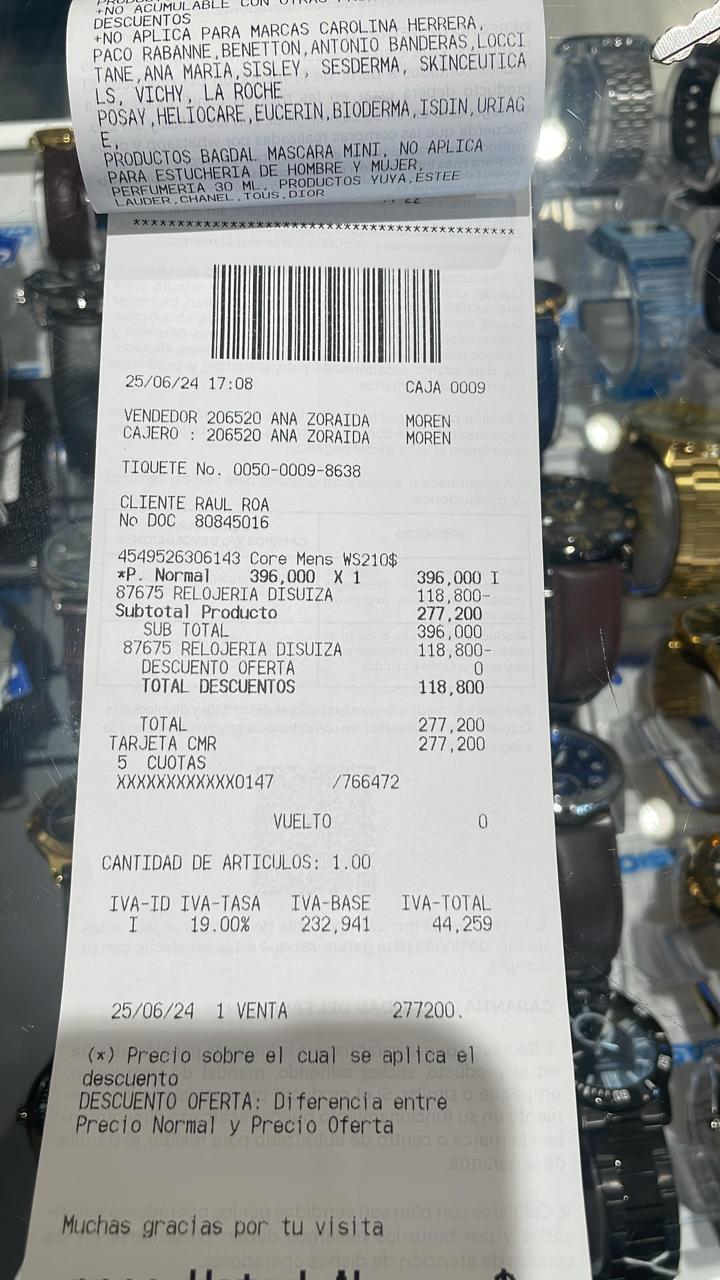 +NO ACUMULABLE CON OTRAS
DESCUENTOS
+NO APLICA PARA MARCAS CAROLINA HERRERA,
PACO RABANNE,BENETTON,ANTONIO BANDERAS,LOCCI
TANE,ANA MARIA,SISLEY, SESDERMA, SKINCEUTICA
LS, VICHY, LA ROCHE
POSAY,HELIOCARE,EUCERIN,BIODERMA,ISDIN,URIAG
E,
PRODUCTOS BAGDAL MASCARA MINI, NO APLICA
PARA ESTUCHERIA DE HOMBRE Y MUJER,
PERFUMERIA 30 ML, PRODUCTOS YUYA,ESTEE
LAUDER,CHANEL,TOUS,DIOR
*******************************************
25/06/24 17:08 CAJA 0009
VENDEDOR 206520 ANA ZORAIDA MOREN
CAJERO : 206520 ANA ZORAIDA MOREN
TIQUETE No. 0050-0009-8638
CLIENTE RAUL ROA
No DOC 80845016
4549526306143 Core Mens WS210$
*P. Normal 396,000 X 1 396,000 I
87675 RELOJERIA DISUIZA 118,800-
Subtotal Producto 277,200
SUB TOTAL 396,000
87675 RELOJERIA DISUIZA 118,800-
DESCUENTO OFERTA 0
TOTAL DESCUENTOS 118,800
TOTAL 277,200
TARJETA CMR 277,200
5 CUOTAS
XXXXXXXXXXXX0147 /766472
VUELTO 0
CANTIDAD DE ARTICULOS: 1.00
IVA-ID IVA-TASA IVA-BASE IVA-TOTAL
I 19.00% 232,941 44,259
25/06/24 1 VENTA 277200.
(*) Precio sobre el cual se aplica el
descuento
DESCUENTO OFERTA: Diferencia entre
Precio Normal y Precio Oferta
Muchas gracias por tu visita